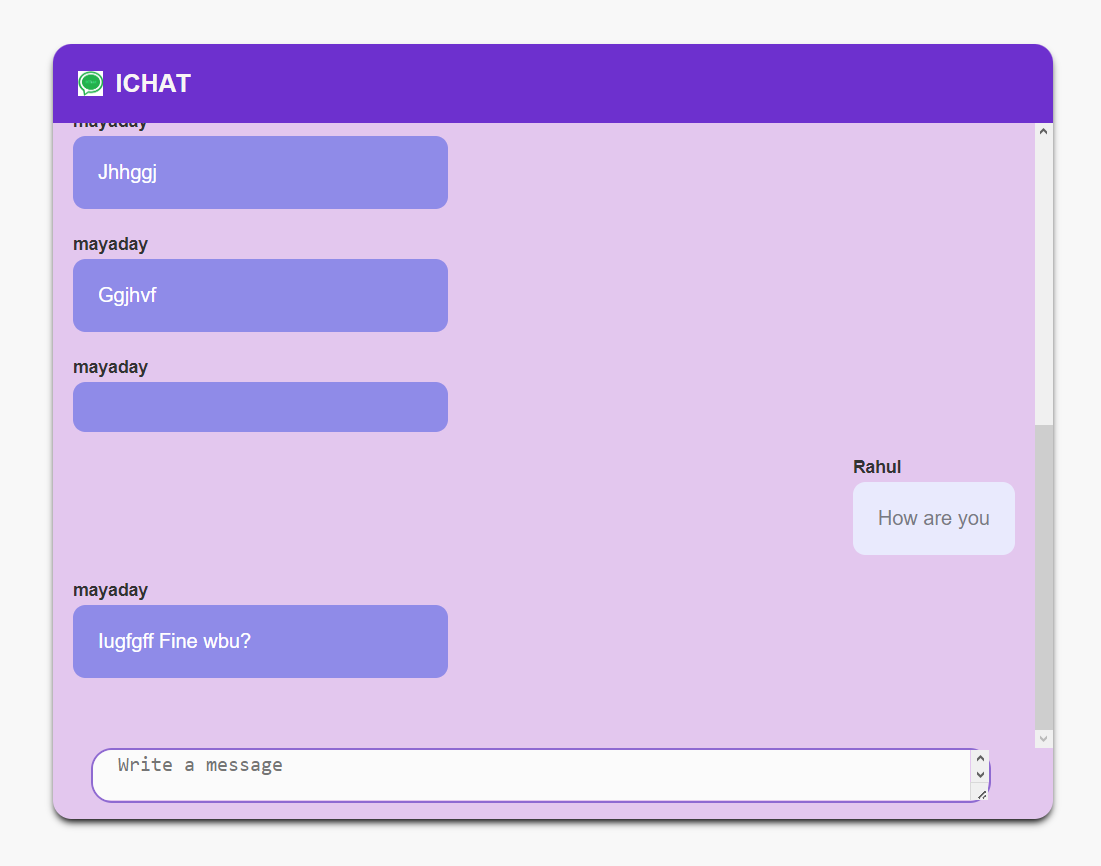 ICHAT
mayaday
Jhhggj
mayaday
Ggjhvf
mayaday
Rahul
How are you
mayaday
Iugfgff Fine wbu?
Write a message